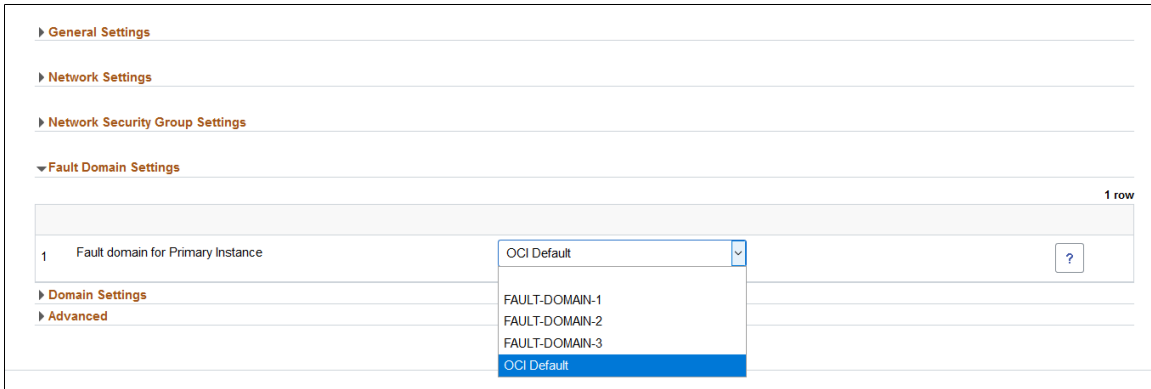 General Settings
Network Settings
Network Security Group Settings
Fault Domain Settings
1 row
1 Fault domain for Primary Instance OCI Default ?
FAULT-DOMAIN-1
FAULT-DOMAIN-2
FAULT-DOMAIN-3
OCI Default
Domain Settings
Advanced